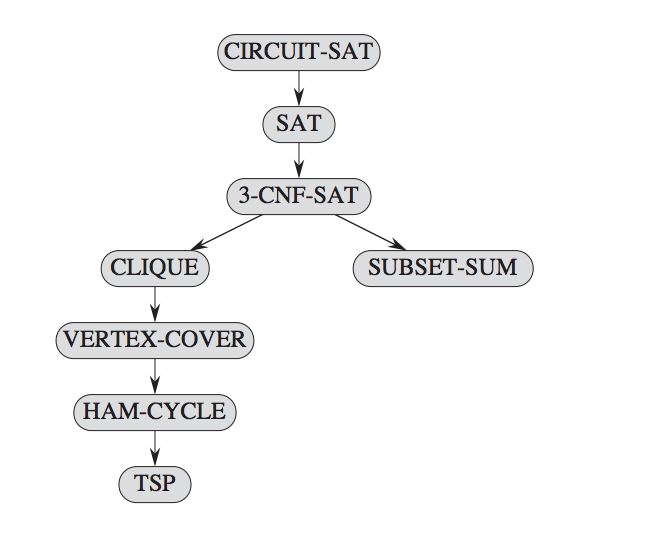 CIRCUIT-SAT
SAT
3-CNF-SAT
CLIQUE
SUBSET-SUM
VERTEX-COVER
HAM-CYCLE
TSP